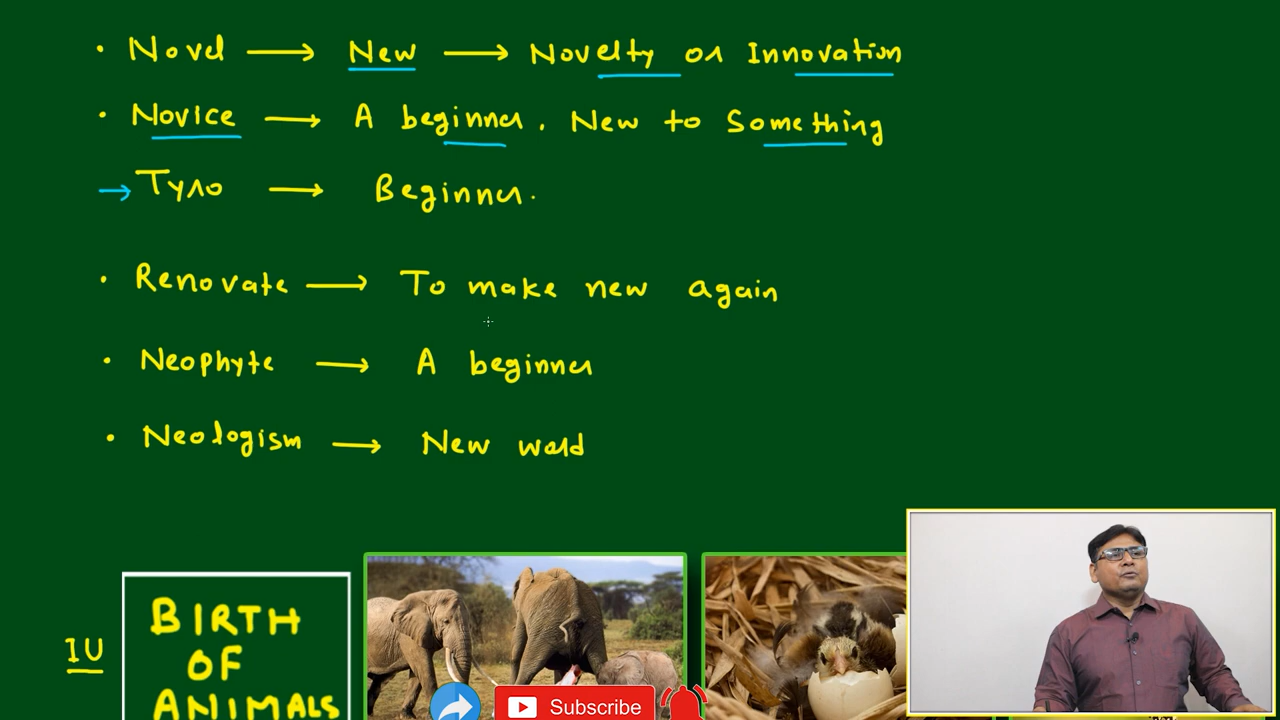 • Novel → New → Novelty or Innovation
• Novice → A beginner. New to Something
→ Tyro → Beginner.
• Renovate → To make new again
• Neophyte → A beginner
• Neologism → New word
IV
BIRTH
OF
ANIMALS
Subscribe